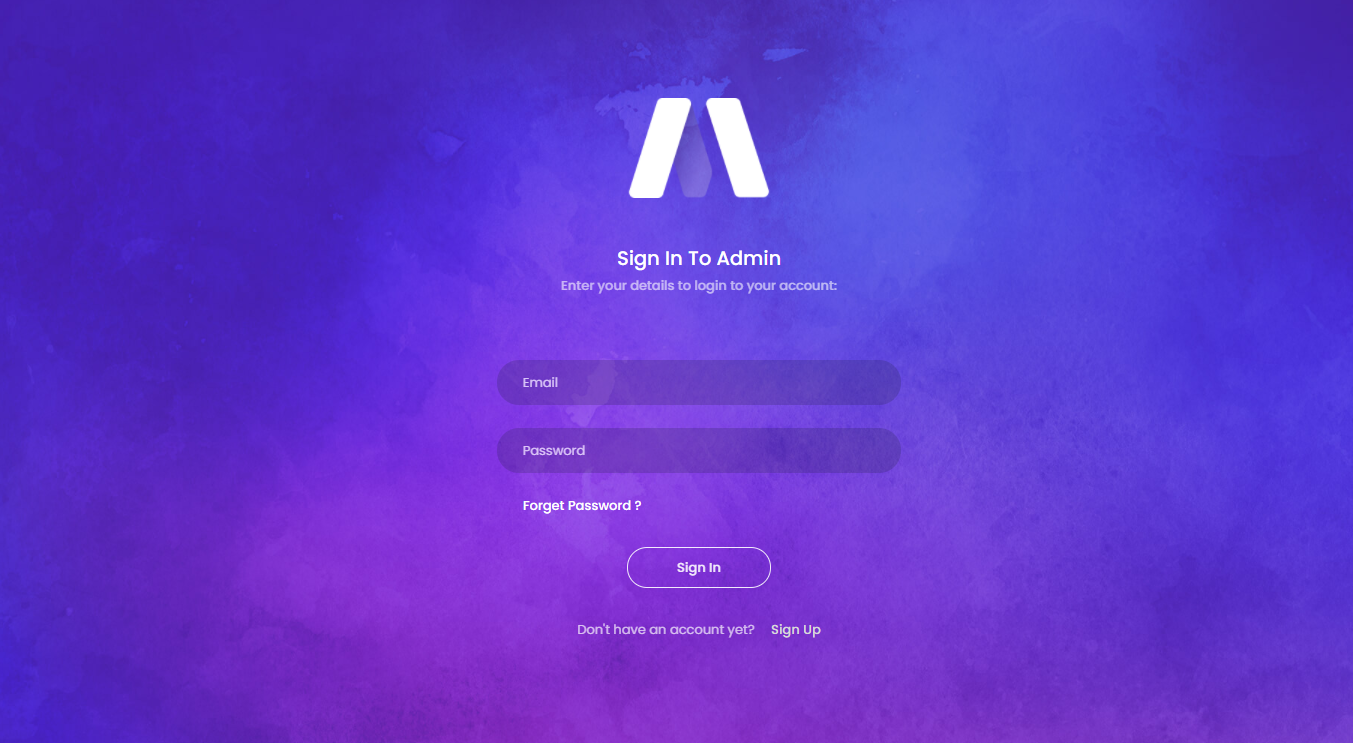 Sign In To Admin
Enter your details to login to your account:
Email
Password
Forget Password ?
Sign In
Don't have an account yet? Sign Up